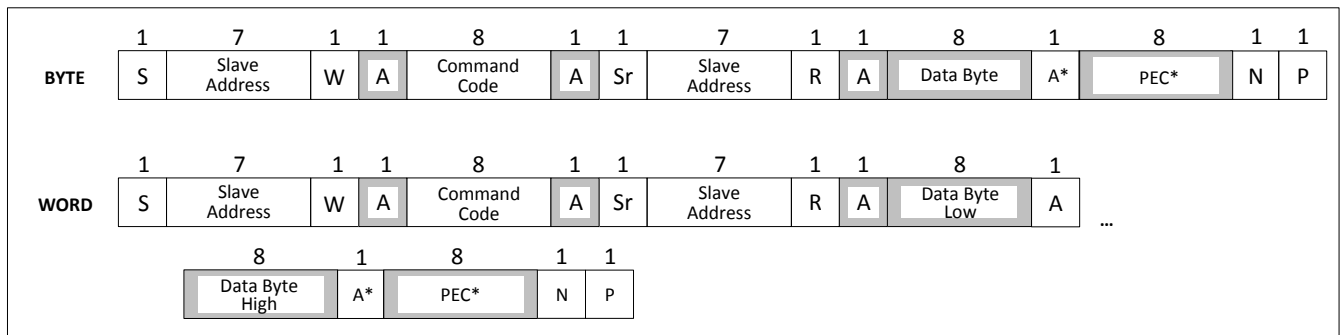 1 7 1 1 8 1 1 7 1 1 8 1 8 1 1
BYTE S Slave Address W A Command Code A Sr Slave Address R A Data Byte A* PEC* N P
1 7 1 1 8 1 1 7 1 1 8 1
WORD S Slave Address W A Command Code A Sr Slave Address R A Data Byte Low A ...
8 1 8 1 1
Data Byte High A* PEC* N P